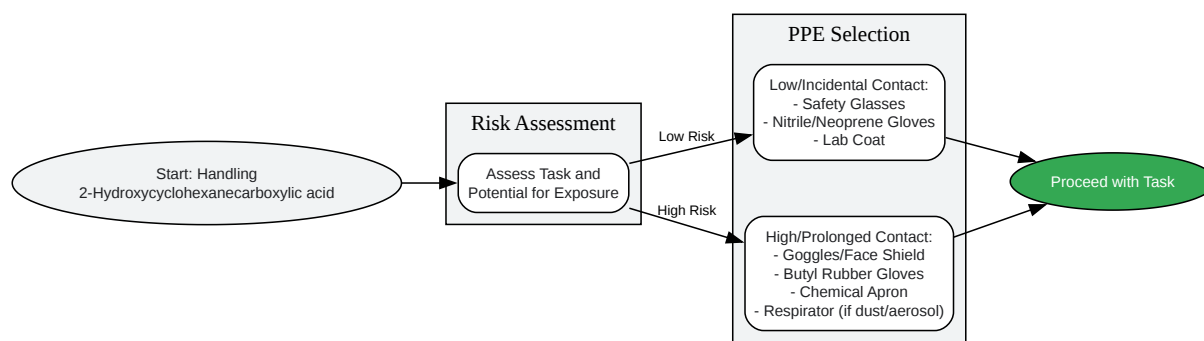 Start: Handling
2-Hydroxycyclohexanecarboxylic acid
Risk Assessment
Assess Task and
Potential for Exposure
Low Risk
High Risk
PPE Selection
Low/Incidental Contact:
- Safety Glasses
- Nitrile/Neoprene Gloves
- Lab Coat
High/Prolonged Contact:
- Goggles/Face Shield
- Butyl Rubber Gloves
- Chemical Apron
- Respirator (if dust/aerosol)
Proceed with Task